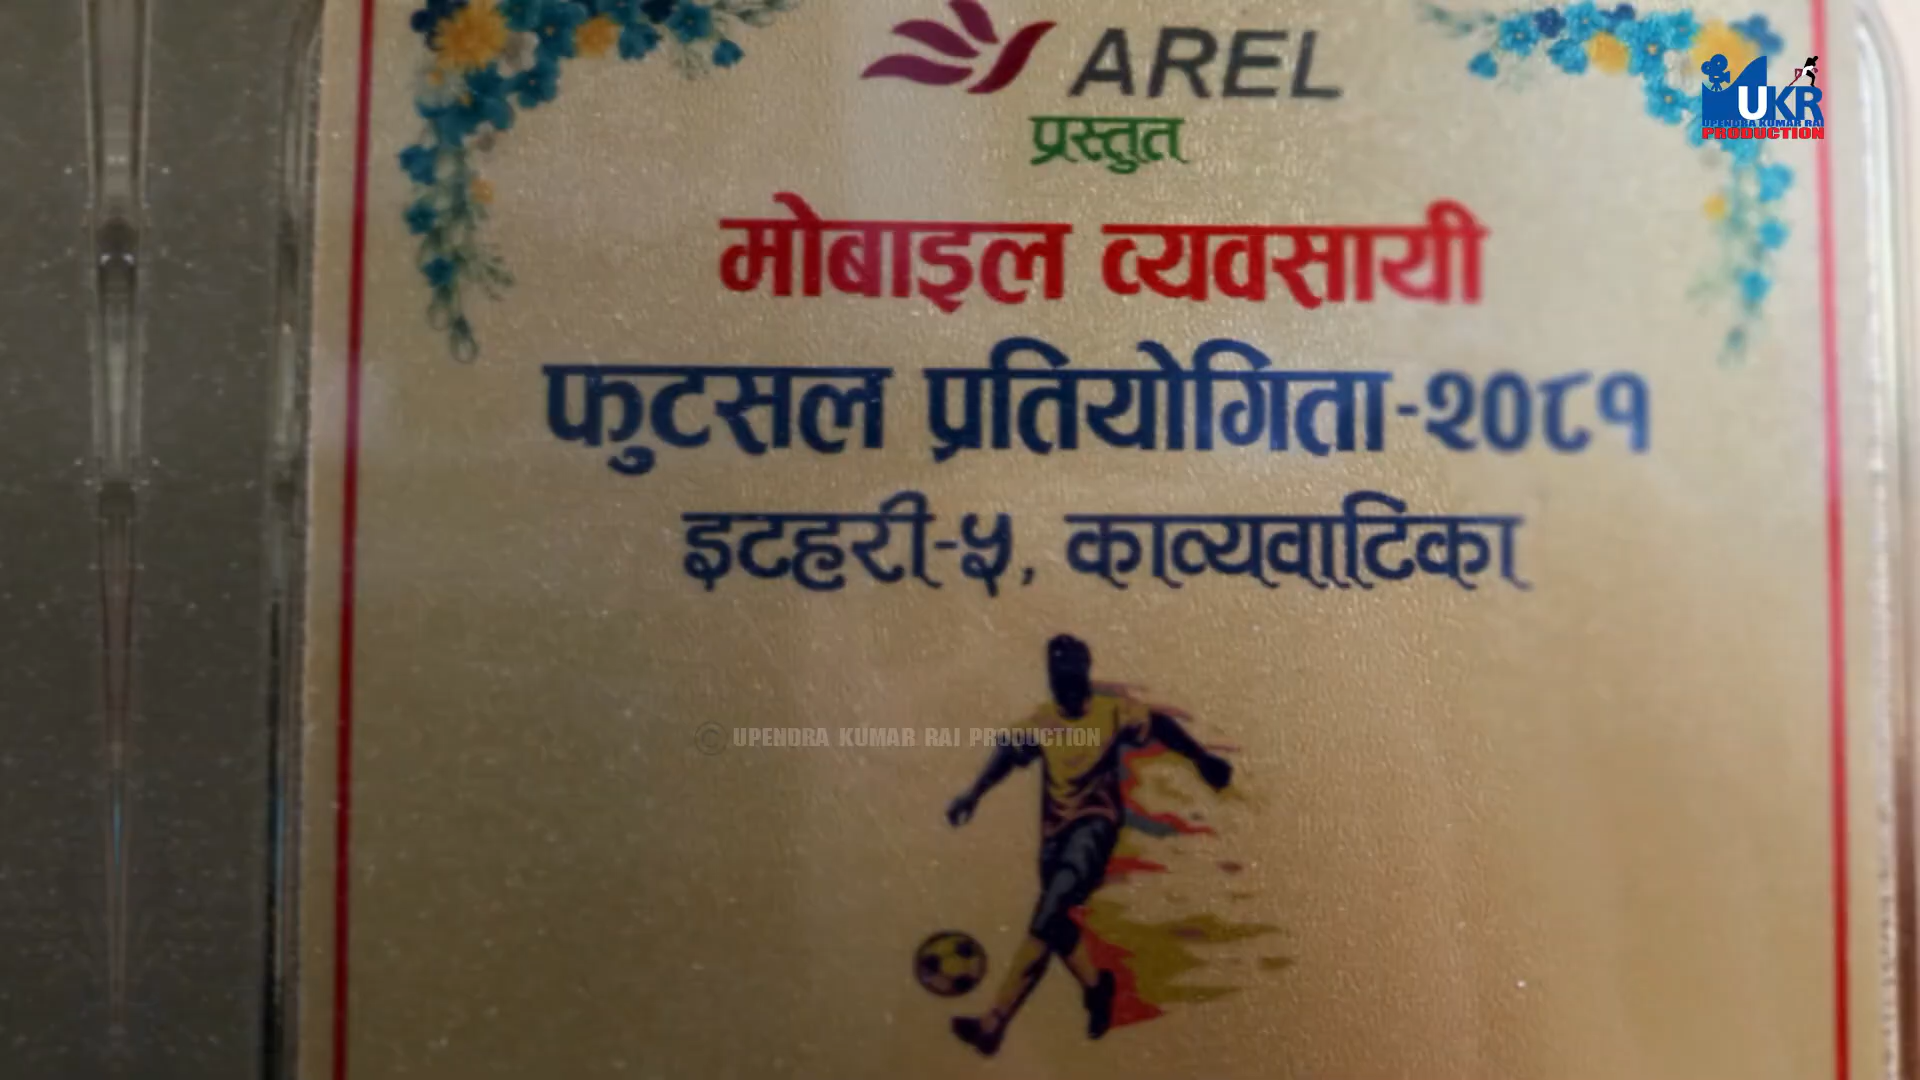 AREL
प्रस्तुत
मोबाइल व्यवसायी
फुटसल प्रतियोगिता-२०८१
इटहरी-५, काव्यवाटिका
UKR
UPENDRA KUMAR RAI
PRODUCTION
© UPENDRA KUMAR RAI PRODUCTION